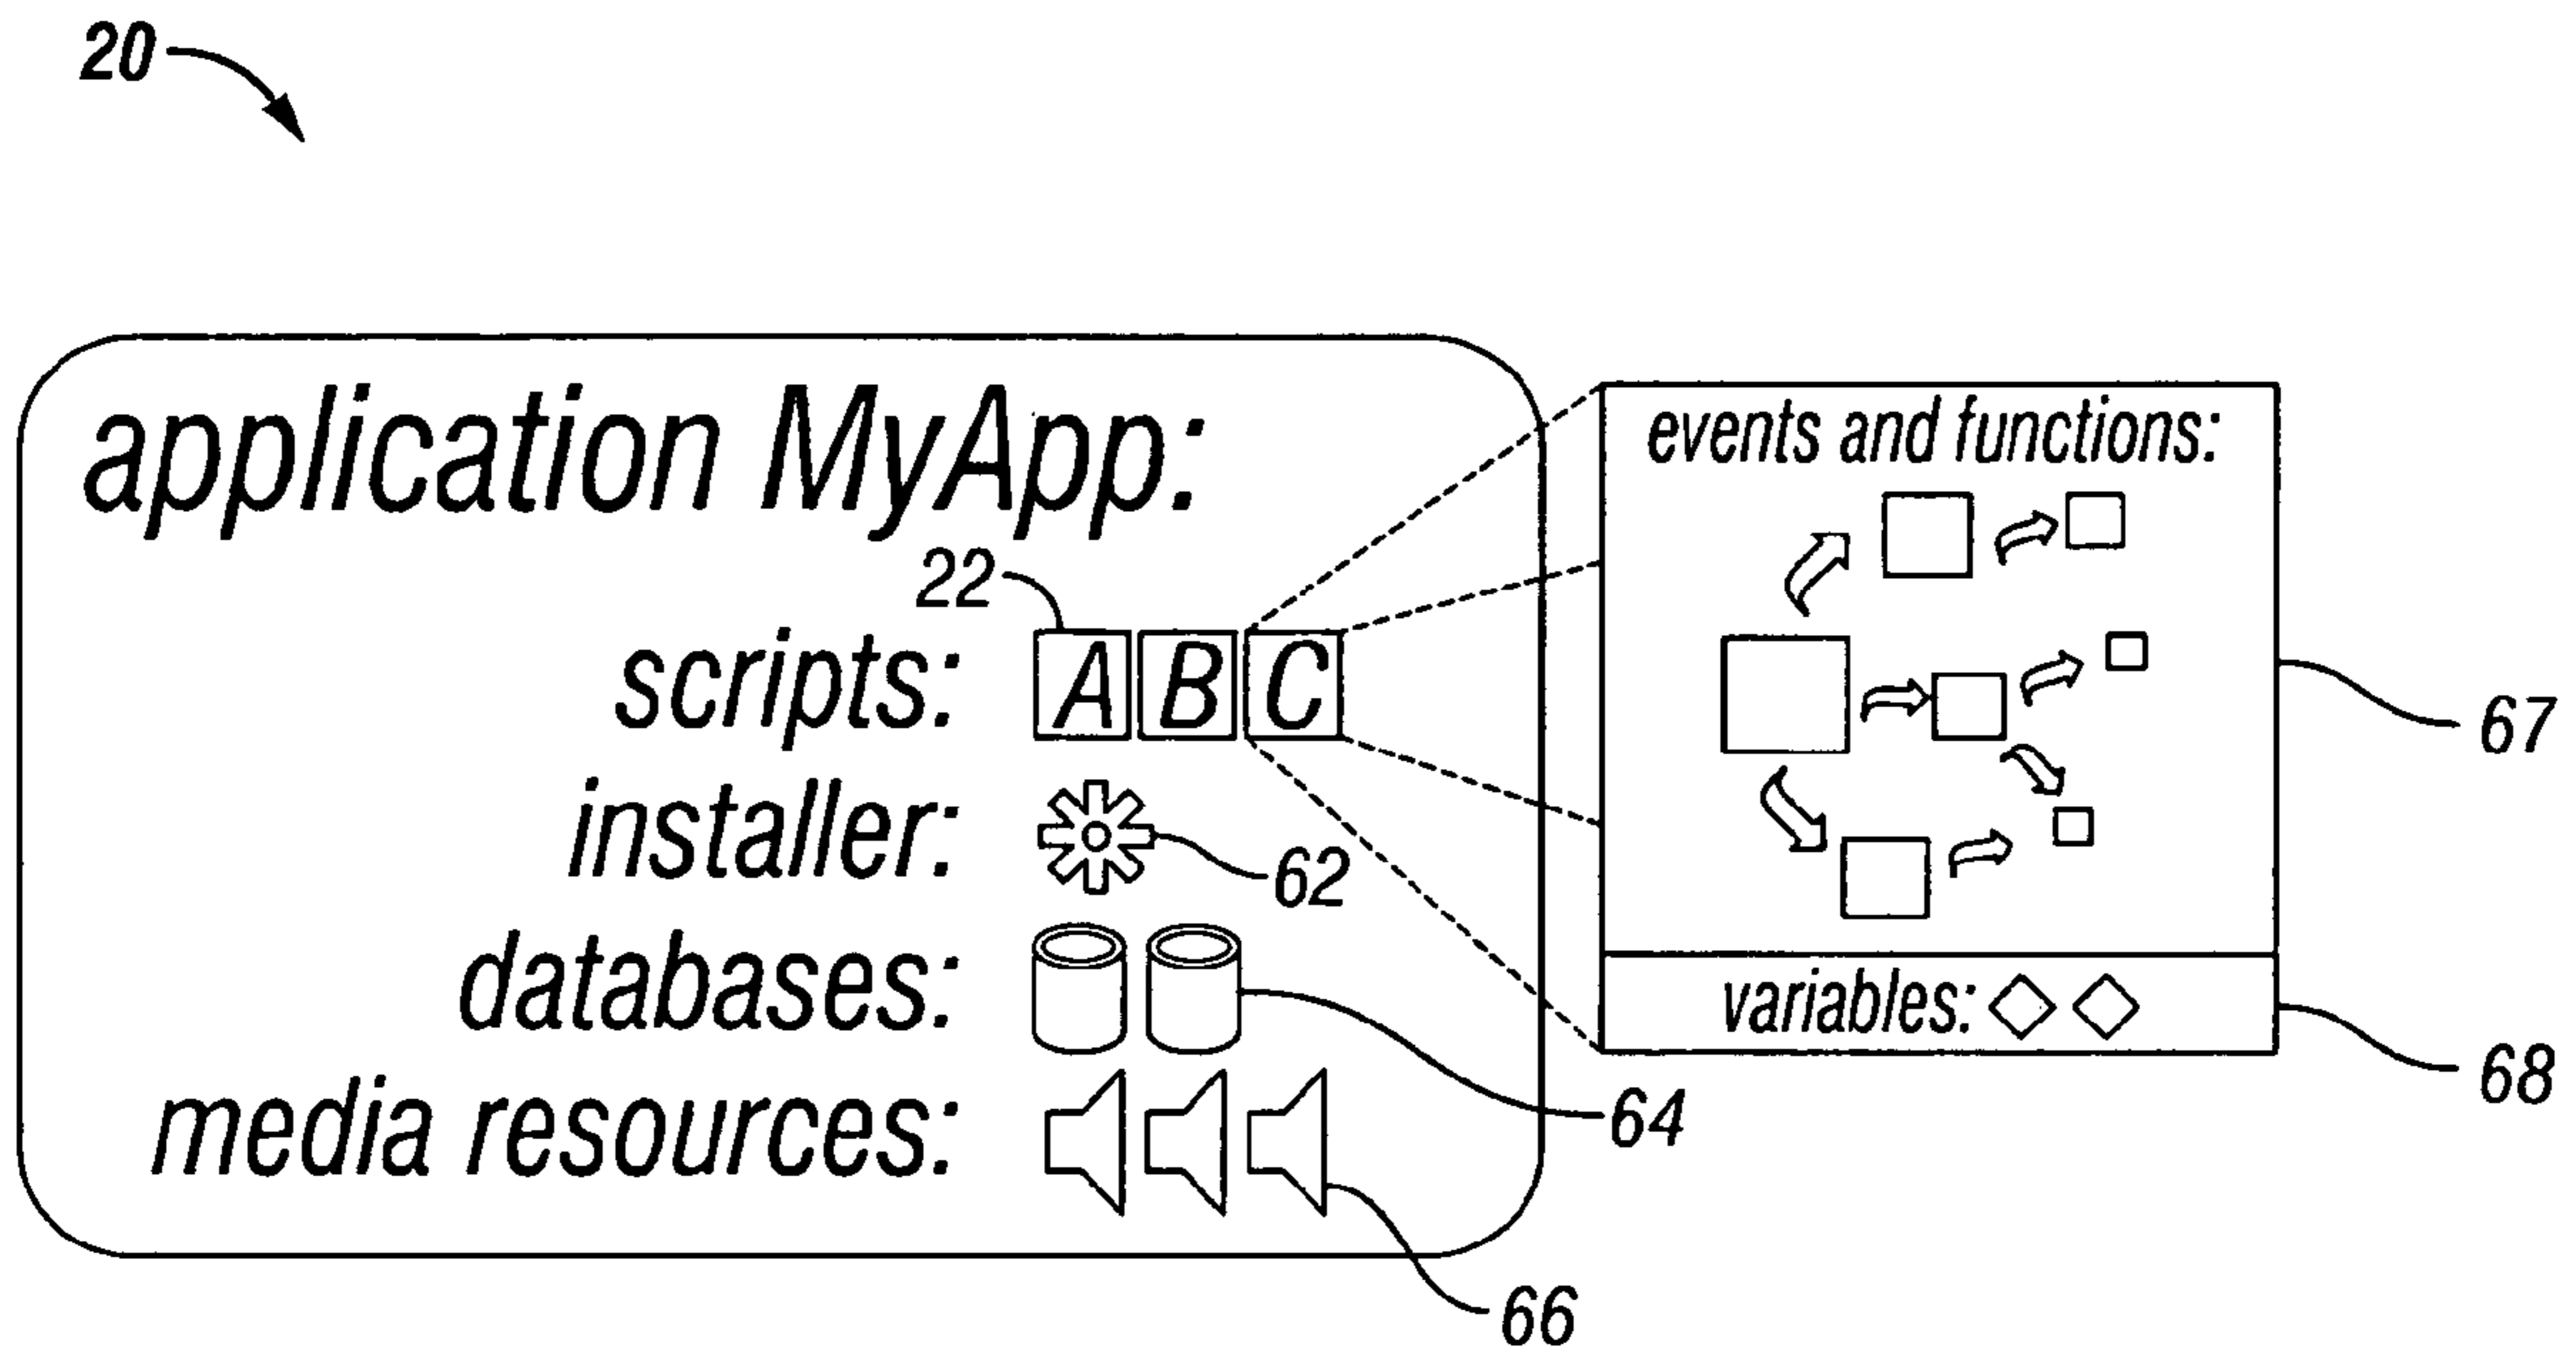 20
application MyApp:
22
scripts: A B C
installer:
62
databases:
64
media resources:
66
events and functions:
67
variables:
68